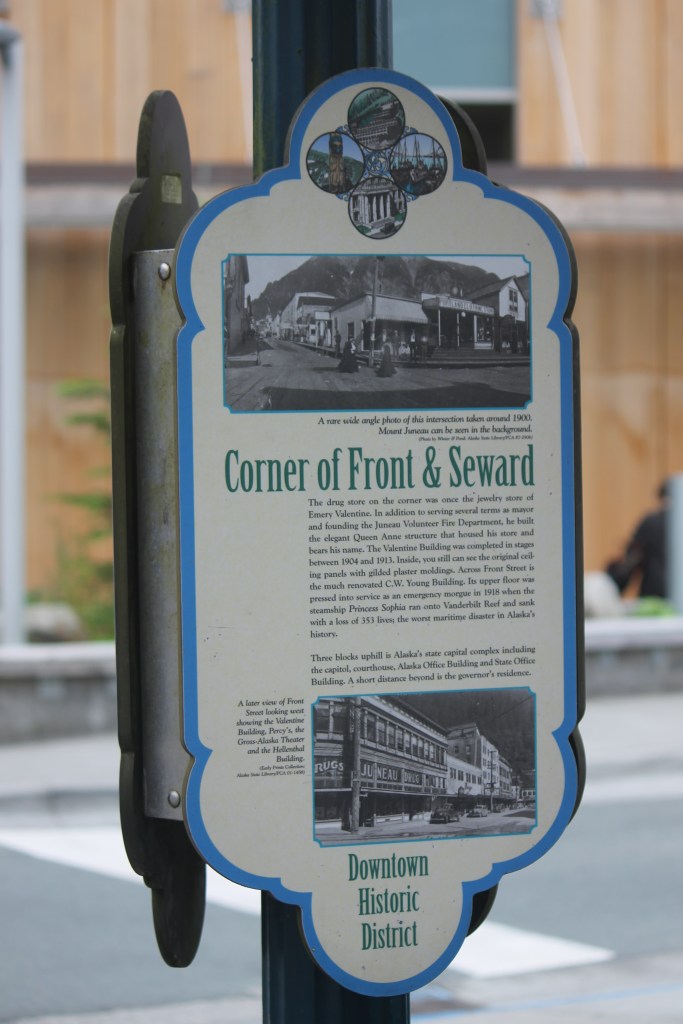 A rare wide angle photo of this intersection taken around 1900.
Mount Juneau can be seen in the background.
Corner of Front & Seward
The drug store on the corner was once the jewelry store of
Emery Valentine. In addition to serving several terms as mayor
and founding the Juneau Volunteer Fire Department, he built
the elegant Queen Anne structure that housed his store and
bears his name. The Valentine Building was completed in stages
between 1904 and 1913. Inside, you still can see the original ceil-
ing panels with gilded plaster moldings. Across Front Street is
the much renovated C.W. Young Building. Its upper floor was
pressed into service as an emergency morgue in 1918 when the
steamship Princess Sophia ran onto Vanderbilt Reef and sank
with a loss of 353 lives; the worst maritime disaster in Alaska's
history.
Three blocks uphill is Alaska's state capital complex including
the capitol, courthouse, Alaska Office Building and State Office
Building. A short distance beyond is the governor's residence.
A later view of Front
Street looking west
showing the Valentine
Building, Percy's, the
Gross-Alaska Theater
and the Hellenthal
Building.
RUGS
JUNEAU DRUG
Downtown
Historic
District